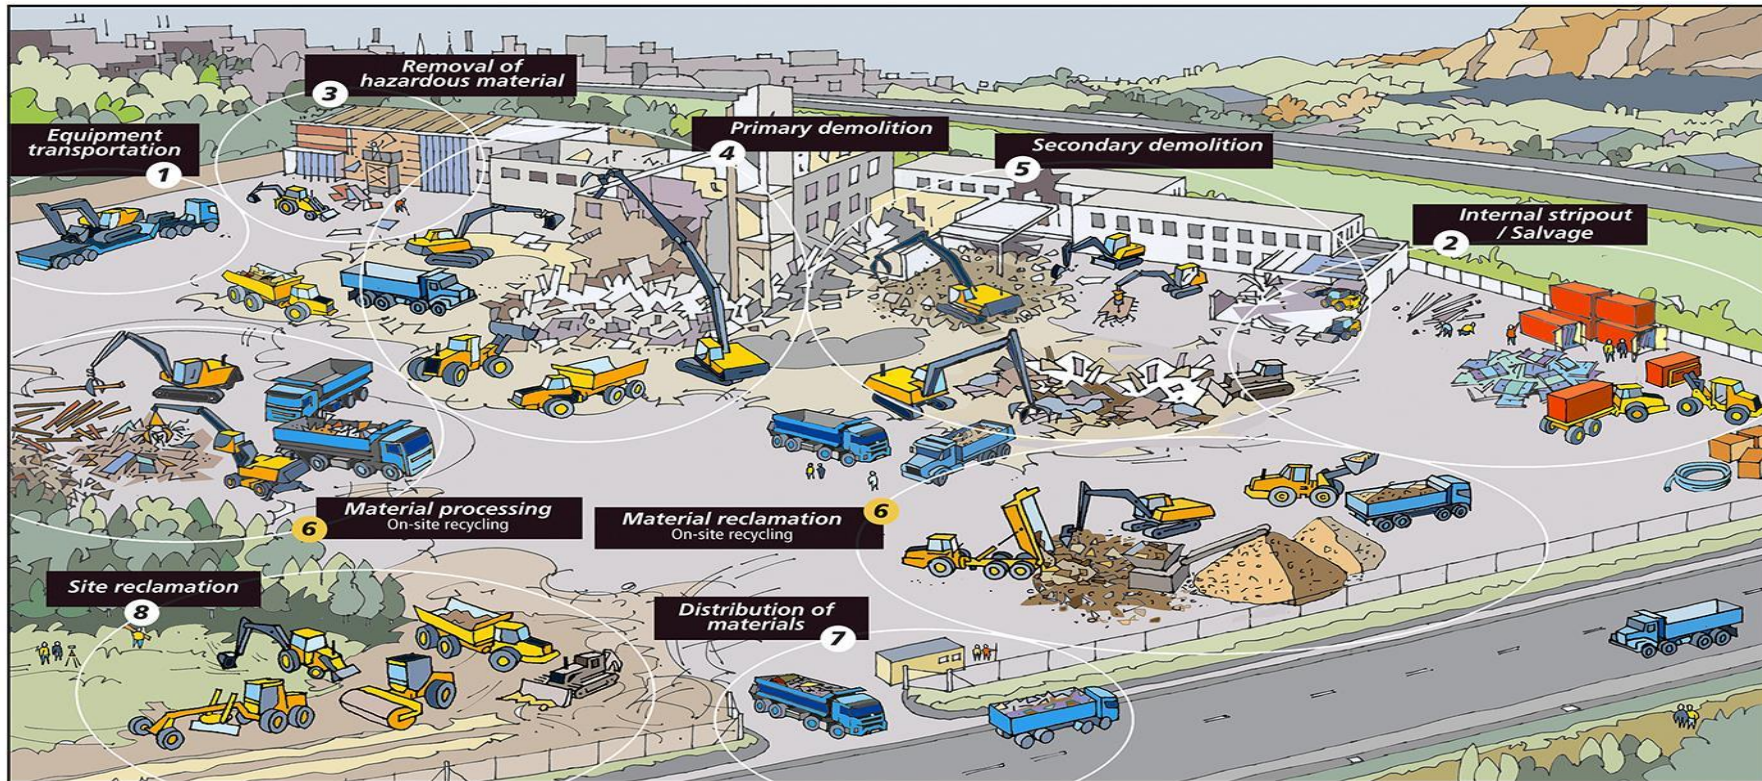 Removal of
hazardous material
3
Equipment
transportation
1
Primary demolition
4
Secondary demolition
5
Internal stripout
/ Salvage
2
Material processing
On-site recycling
6
Material reclamation
On-site recycling
6
Site reclamation
8
Distribution of
materials
7